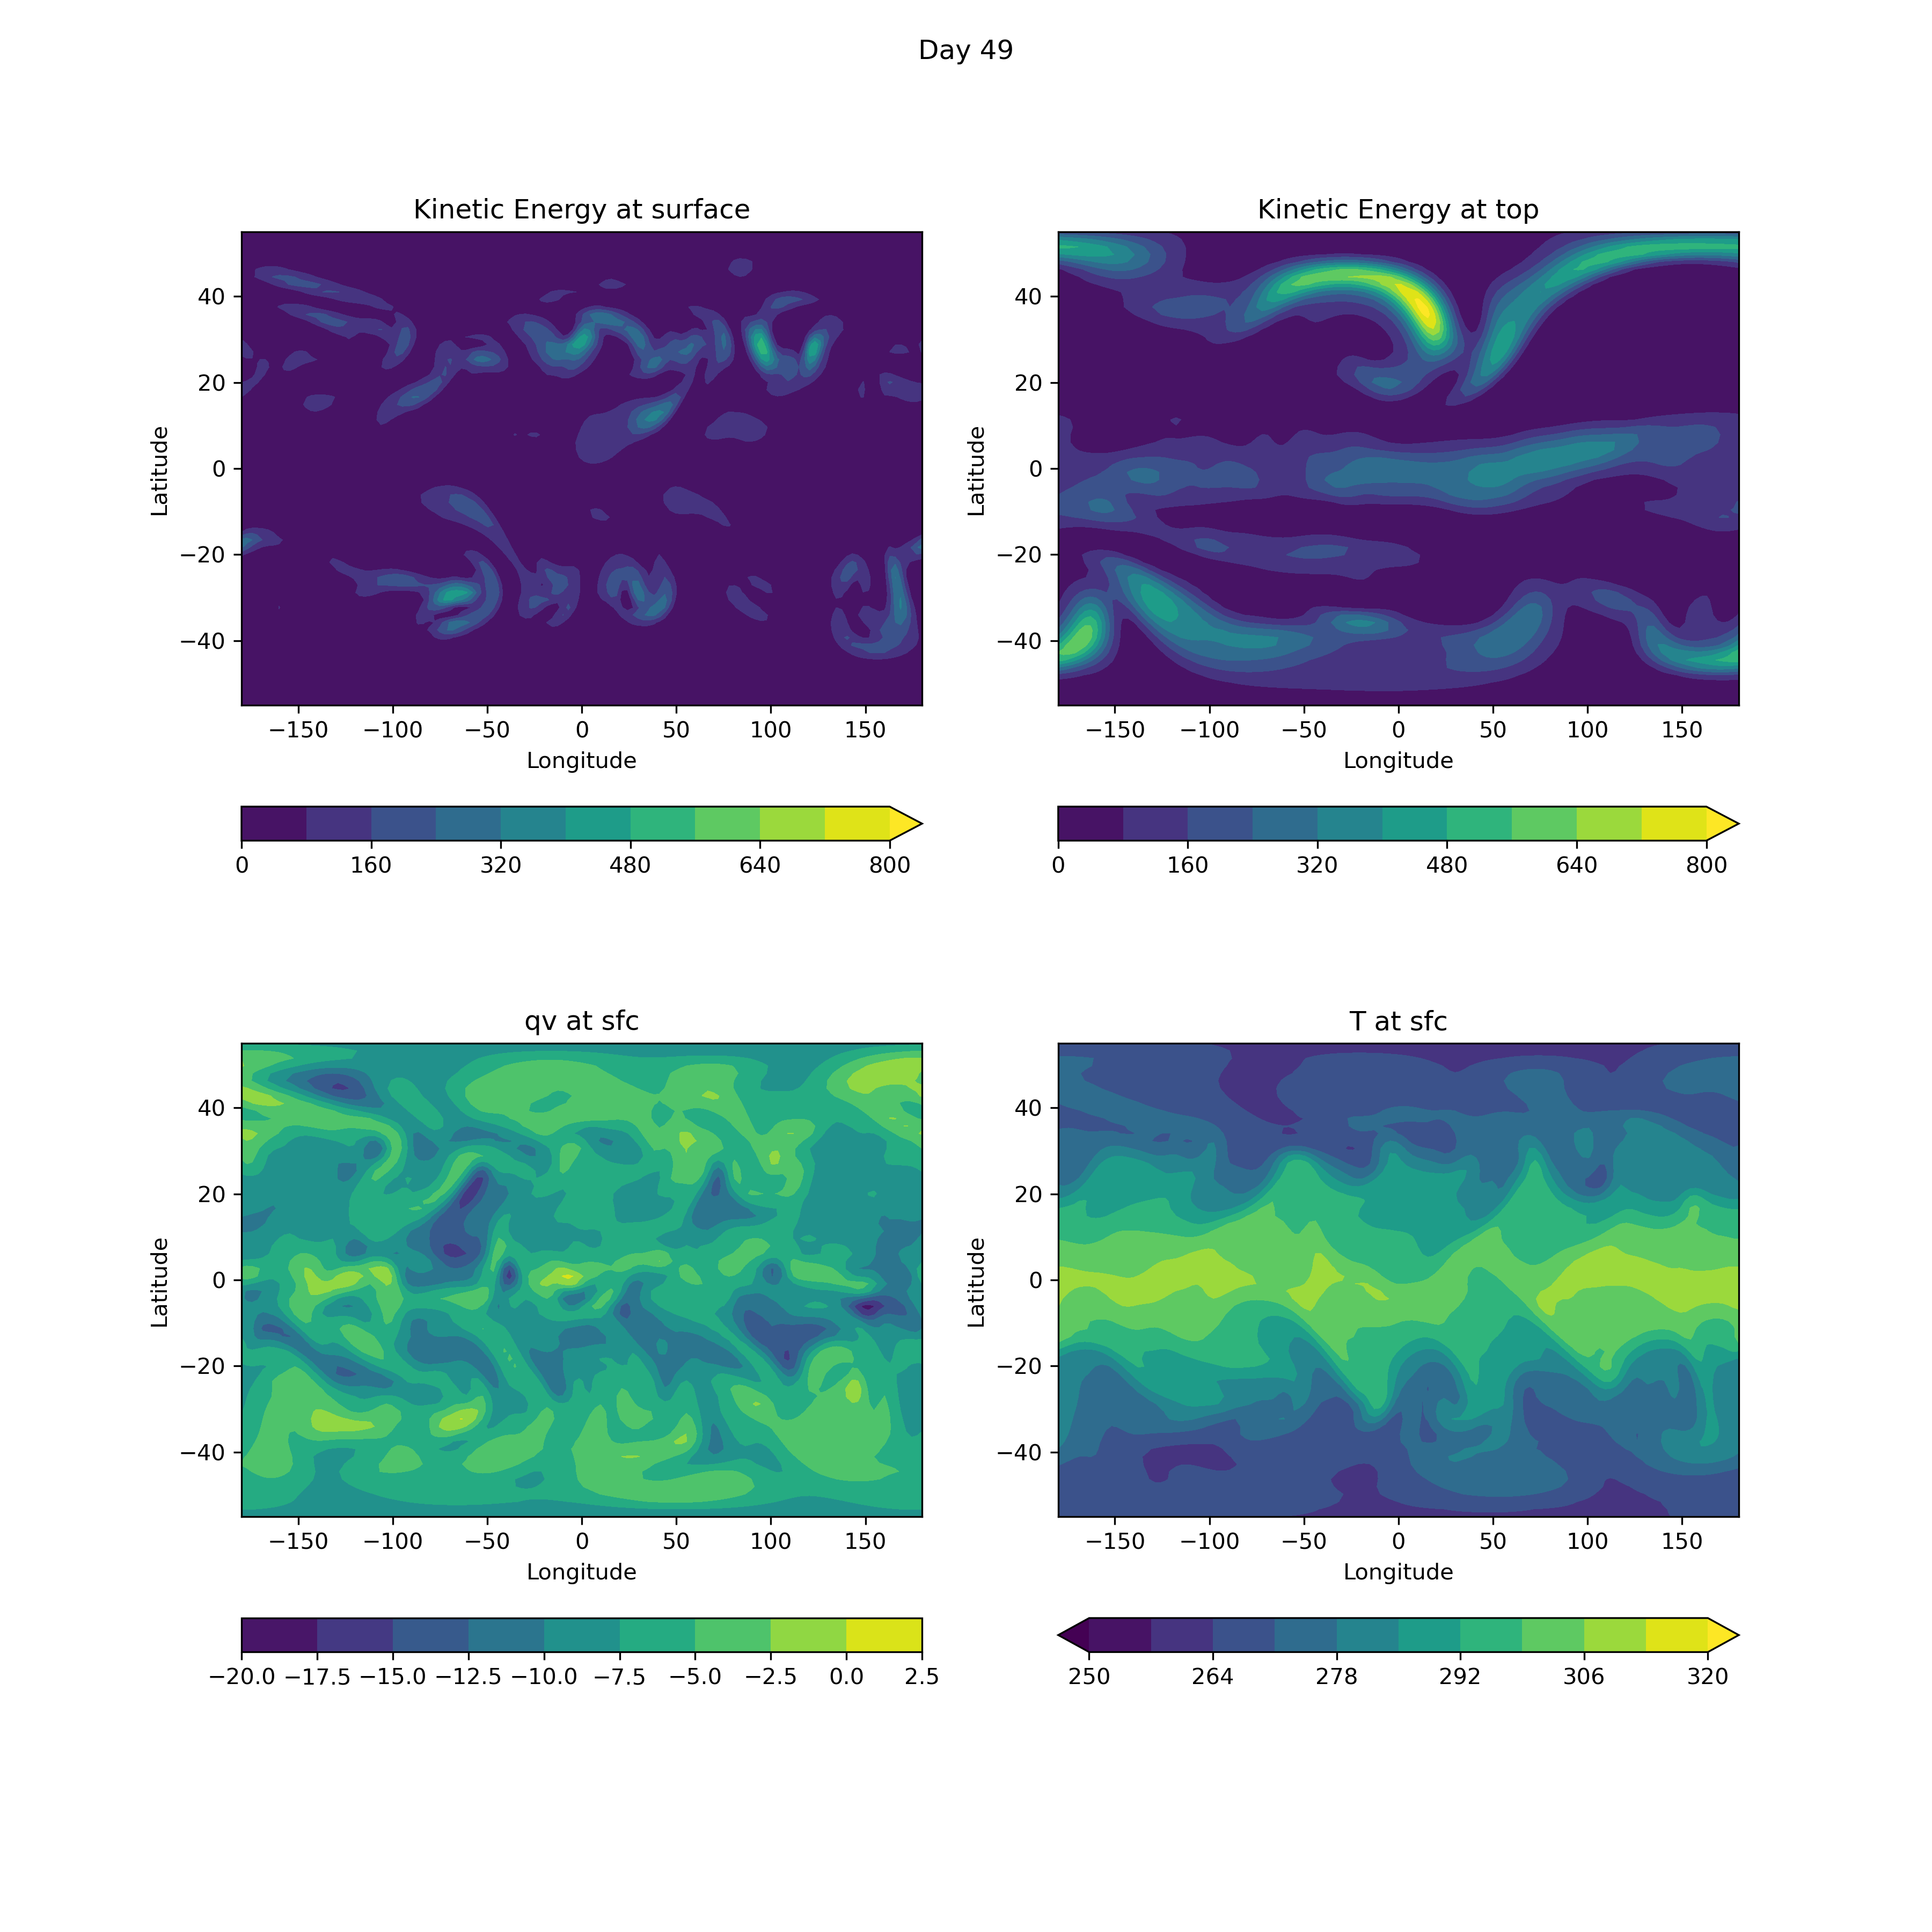 Day 49
Kinetic Energy at surface
40
20
0
−20
−40
Latitude
−150 −100 −50 0 50 100 150
Longitude
0 160 320 480 640 800
Kinetic Energy at top
40
20
0
−20
−40
Latitude
−150 −100 −50 0 50 100 150
Longitude
0 160 320 480 640 800
qv at sfc
40
20
0
−20
−40
Latitude
−150 −100 −50 0 50 100 150
Longitude
−20.0 −17.5 −15.0 −12.5 −10.0 −7.5 −5.0 −2.5 0.0 2.5
T at sfc
40
20
0
−20
−40
Latitude
−150 −100 −50 0 50 100 150
Longitude
250 264 278 292 306 320